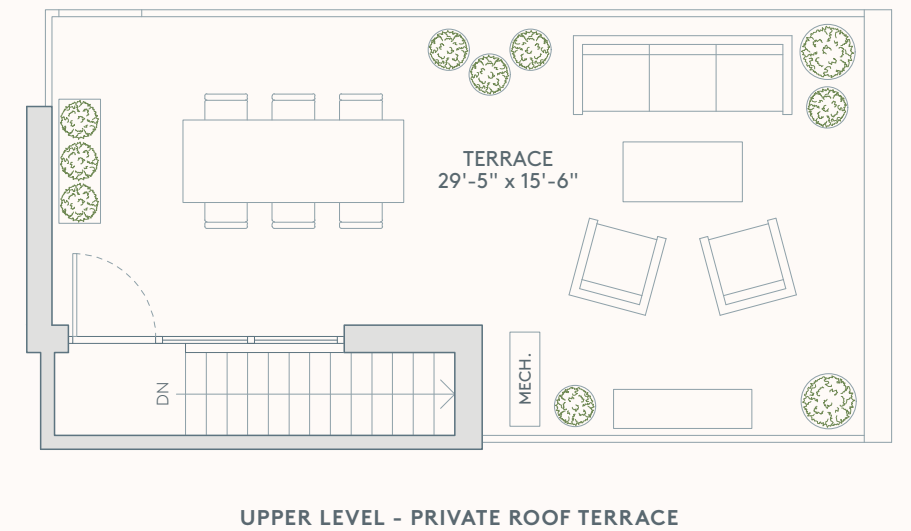 TERRACE
29'-5" x 15'-6"
MECH.
DN
UPPER LEVEL - PRIVATE ROOF TERRACE